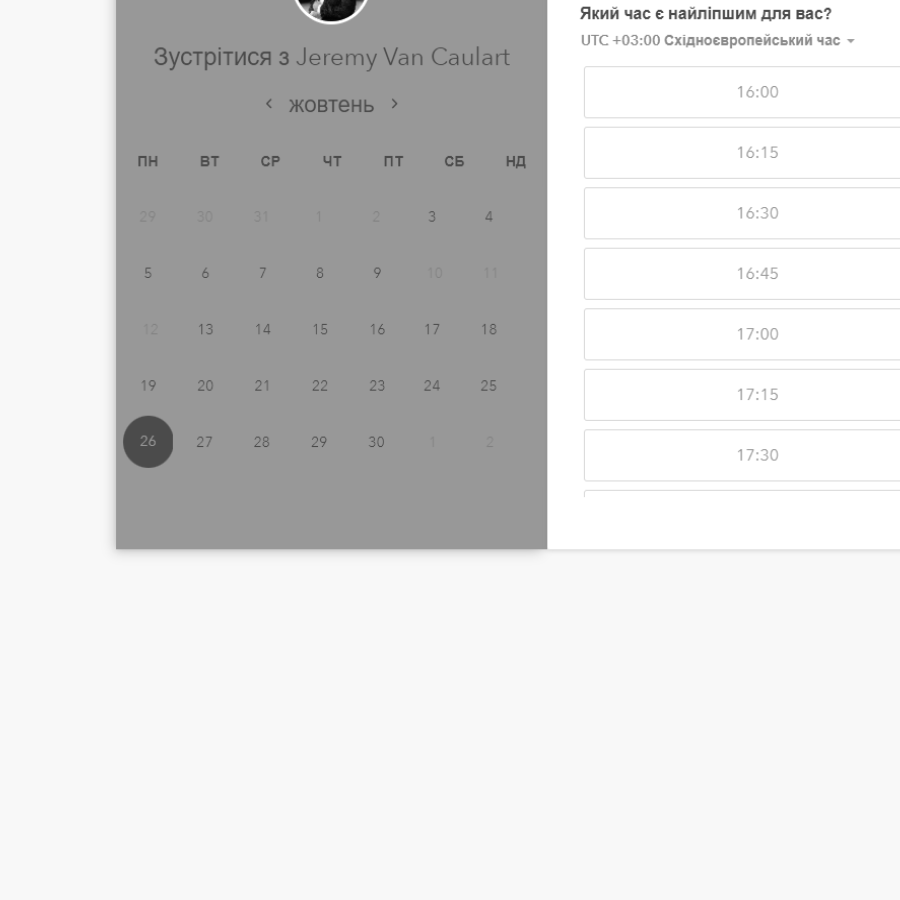 Зустрітися з Jeremy Van Caulart
жовтень
ПН ВТ СР ЧТ ПТ СБ НД
29 30 31 1 2 3 4
5 6 7 8 9 10 11
12 13 14 15 16 17 18
19 20 21 22 23 24 25
26 27 28 29 30 1 2
Який час є найліпшим для вас?
UTC +03:00 Східноєвропейський час
16:00
16:15
16:30
16:45
17:00
17:15
17:30